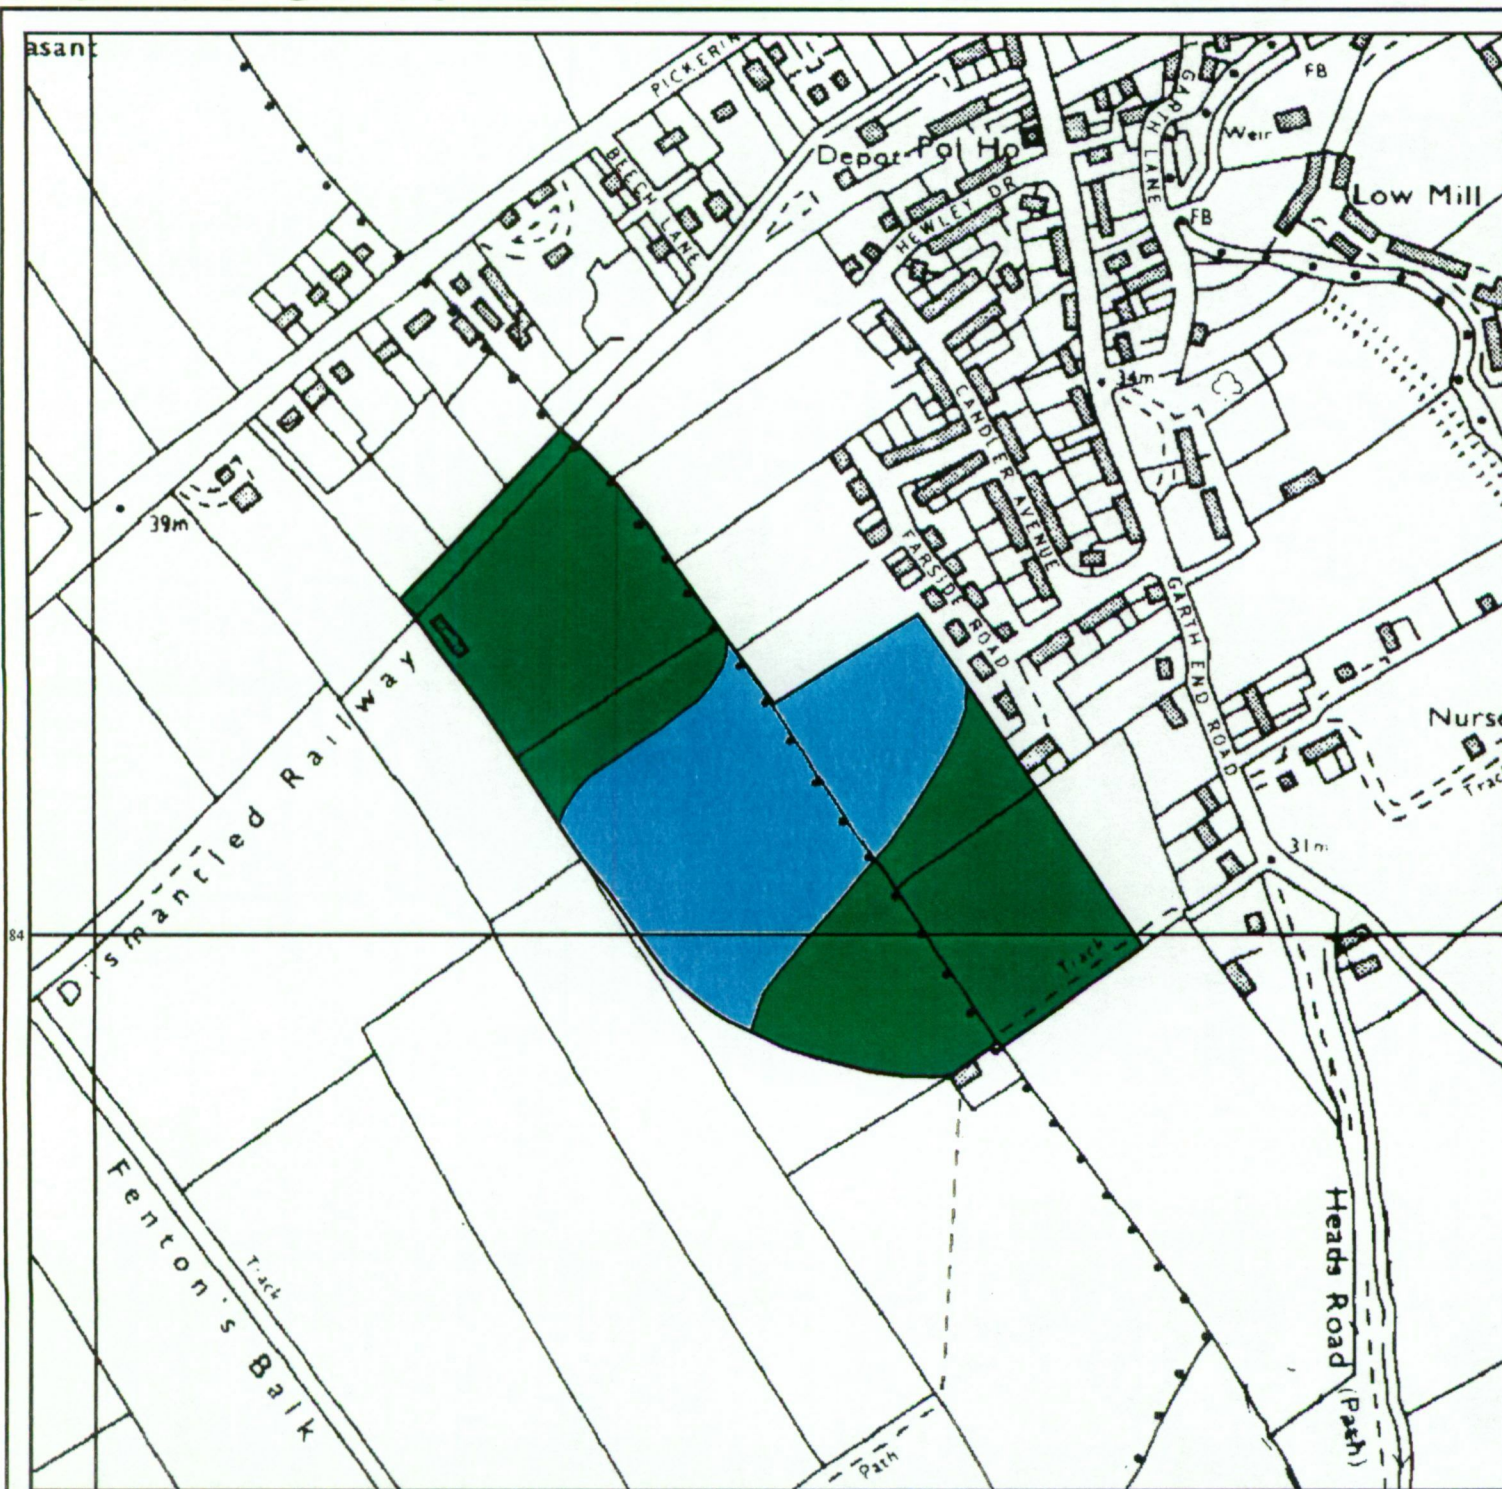 asant
PICKERIN
FB
GARTH LANE
Weir
Depot
Pol Ho
BEECH LANE
HEWLEY DR
Low Mill
FB
34m
CANDLER AVENUE
39m
FARSIDE ROAD
GARTH END ROAD
Nurse
Track
31m
84
Dismantled Railway
Track
Fenton's Balk
Track
Heads Road
(Path)
Path